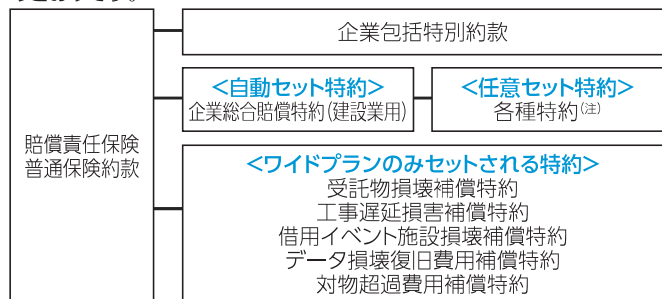 賠償責任保険
普通保険約款
企業包括特別約款
<自動セット特約>
企業総合賠償特約(建設業用)
<任意セット特約>
各種特約(注)
<ワイドプランのみセットされる特約>
受託物損壊補償特約
工事遅延損害補償特約
借用イベント施設損壊補償特約
データ損壊復旧費用補償特約
対物超過費用補償特約